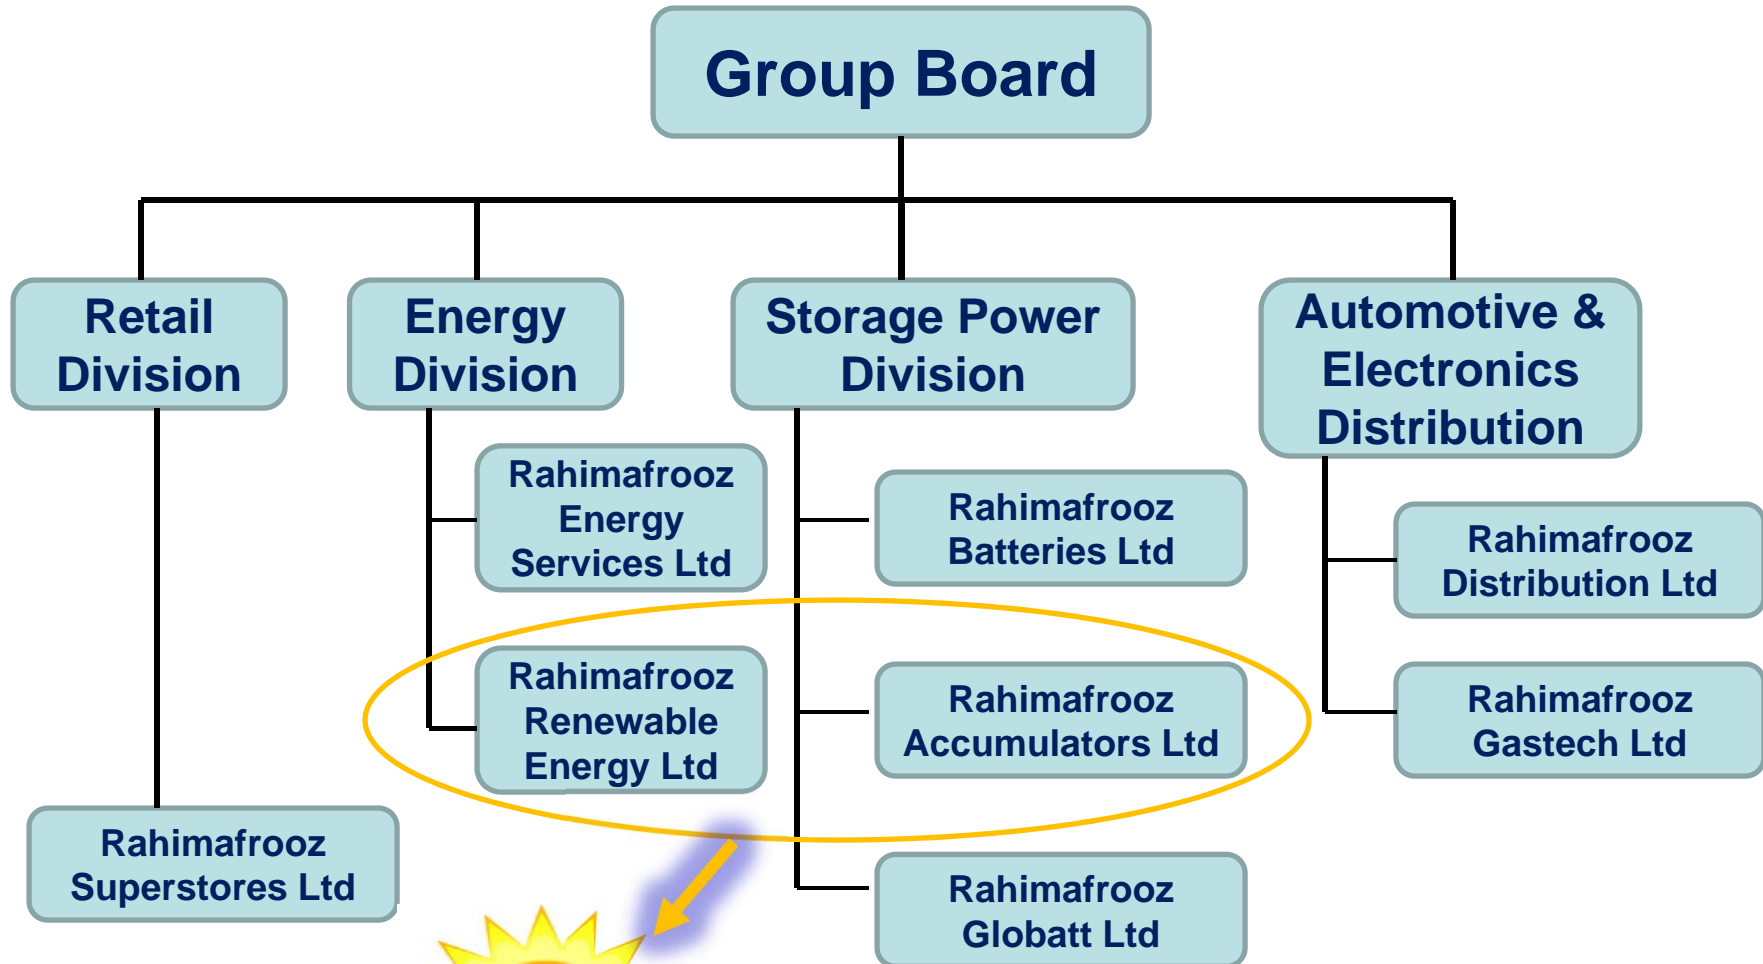 Group Board
Retail
Division
Energy
Division
Storage Power
Division
Automotive &
Electronics
Distribution
Rahimafrooz
Energy
Services Ltd
Rahimafrooz
Batteries Ltd
Rahimafrooz
Distribution Ltd
Rahimafrooz
Renewable
Energy Ltd
Rahimafrooz
Accumulators Ltd
Rahimafrooz
Gastech Ltd
Rahimafrooz
Superstores Ltd
Rahimafrooz
Globatt Ltd